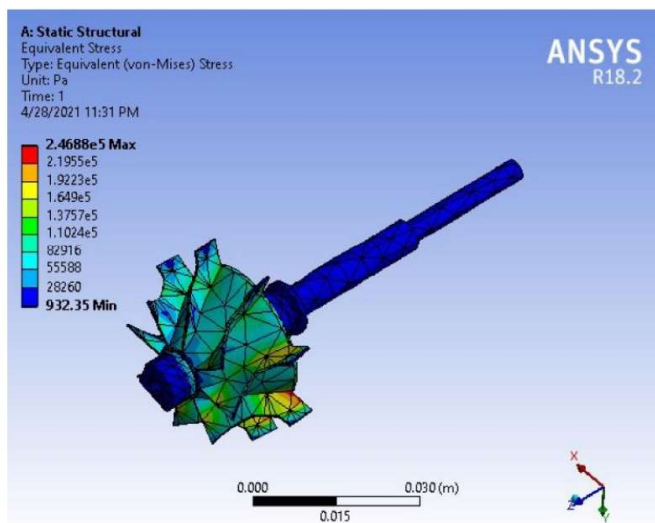 A: Static Structural
Equivalent Stress
Type: Equivalent (von-Mises) Stress
Unit: Pa
Time: 1
4/28/2021 11:31 PM
ANSYS
R18.2
2.4688e5 Max
2.1955e5
1.9223e5
1.649e5
1.3757e5
1.1024e5
82916
55588
28260
932.35 Min
0.000
0.030 (m)
0.015
X
Z
Y